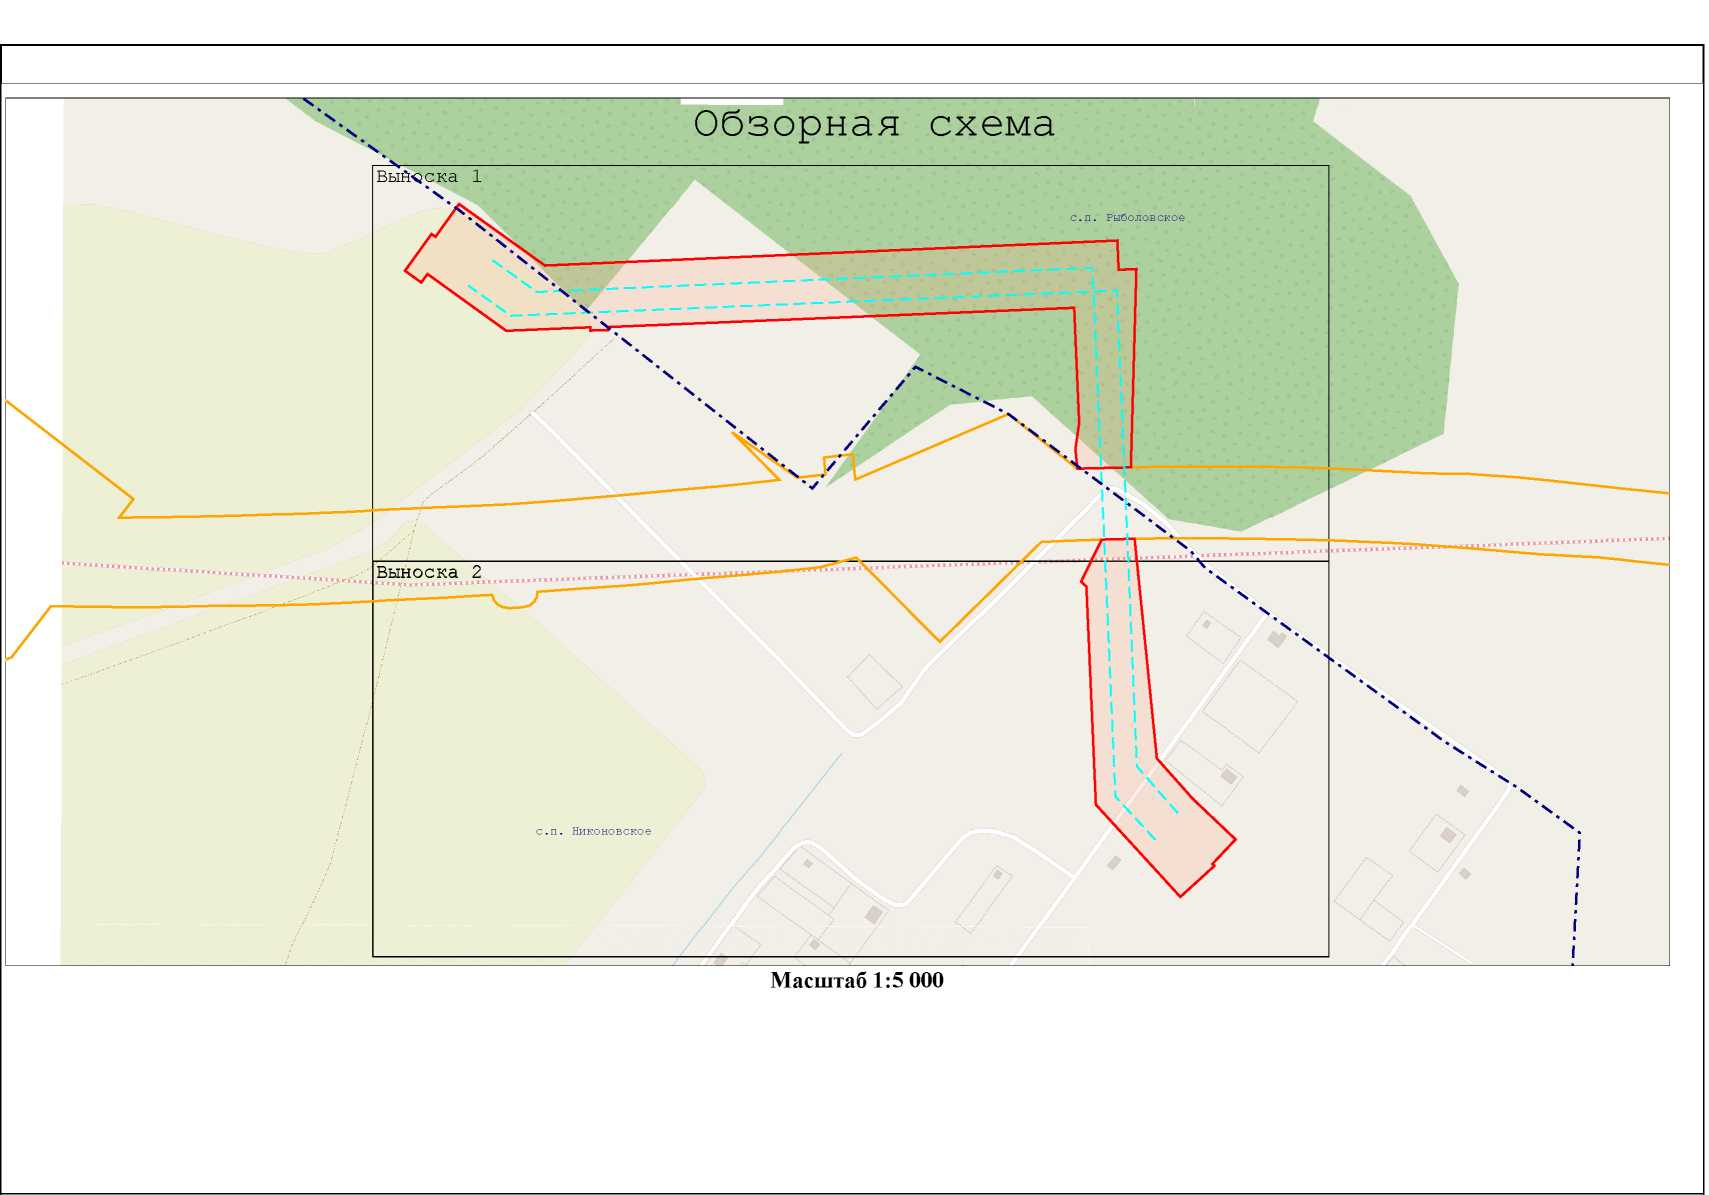 Обзорная схема
Выноска 1
с.п. Рыболовское
Выноска 2
с.п. Никоновское
Масштаб 1:5 000